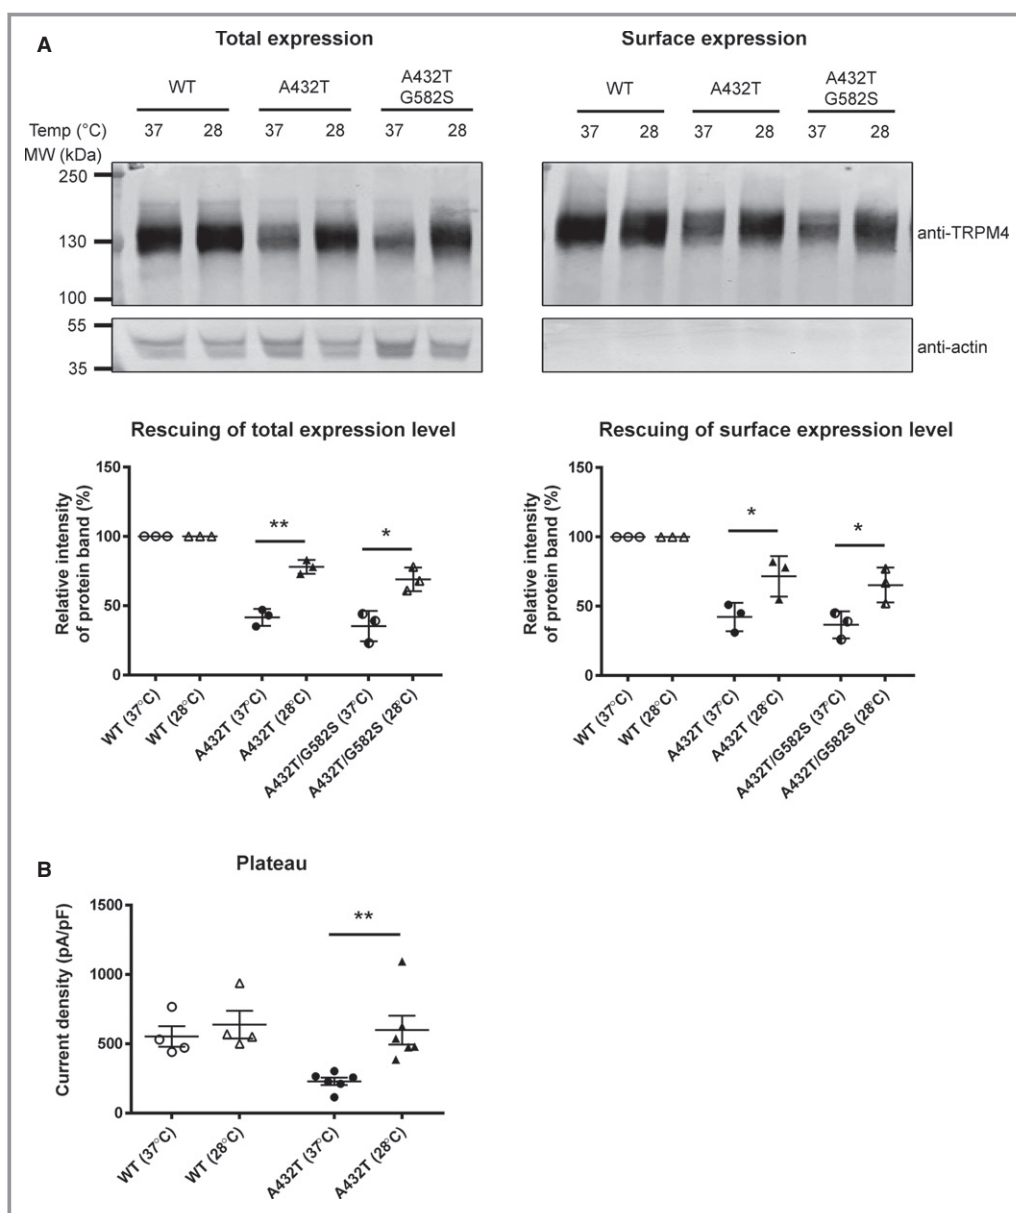 A
Total expression
Surface expression
WT
A432T
A432T
G582S
WT
A432T
A432T
G582S
Temp (°C)
37
28
37
28
37
28
37
28
37
28
37
28
MW (kDa)
250
130
100
anti-TRPM4
55
35
anti-actin
Rescuing of total expression level
Relative intensity
of protein band (%)
150
100
50
0
**
*
WT (37°C)
WT (28°C)
A432T (37°C)
A432T (28°C)
A432T/G582S (37°C)
A432T/G582S (28°C)
Rescuing of surface expression level
Relative intensity
of protein band (%)
150
100
50
0
*
*
WT (37°C)
WT (28°C)
A432T (37°C)
A432T (28°C)
A432T/G582S (37°C)
A432T/G582S (28°C)
B
Plateau
Current density (pA/pF)
1500
1000
500
0
**
WT (37°C)
WT (28°C)
A432T (37°C)
A432T (28°C)